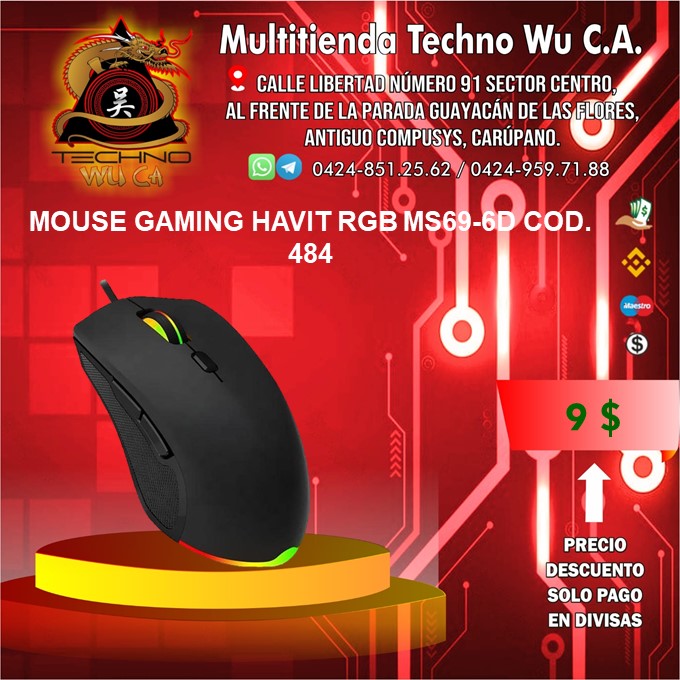 Multitienda Techno Wu C.A.
CALLE LIBERTAD NÚMERO 91 SECTOR CENTRO,
AL FRENTE DE LA PARADA GUAYACÁN DE LAS FLORES,
ANTIGUO COMPUSYS, CARÚPANO.
0424-851.25.62 / 0424-959.71.88
吴
TECHNO
WU CA
MOUSE GAMING HAVIT RGB MS69-6D COD.
484
Maestro
$
9 $
PRECIO
DESCUENTO
SOLO PAGO
EN DIVISAS